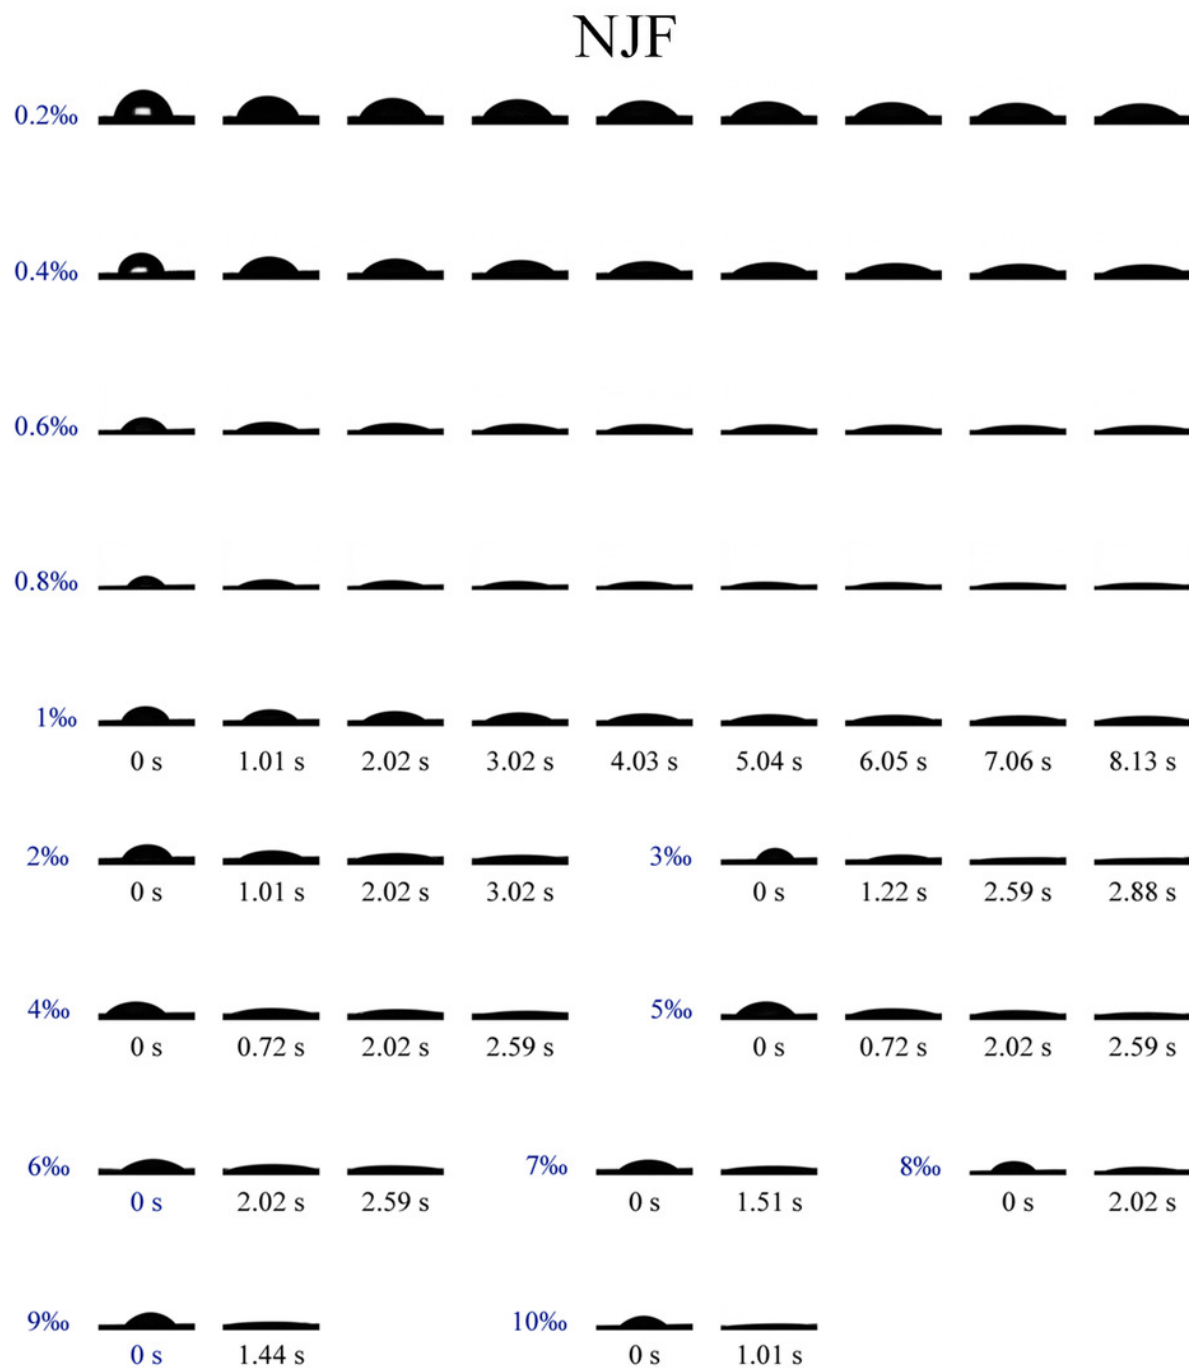 NJF
0.2‰
0.4‰
0.6‰
0.8‰
1‰
0 s 1.01 s 2.02 s 3.02 s 4.03 s 5.04 s 6.05 s 7.06 s 8.13 s
2‰ 3‰
0 s 1.01 s 2.02 s 3.02 s 0 s 1.22 s 2.59 s 2.88 s
4‰ 5‰
0 s 0.72 s 2.02 s 2.59 s 0 s 0.72 s 2.02 s 2.59 s
6‰ 7‰ 8‰
0 s 2.02 s 2.59 s 0 s 1.51 s 0 s 2.02 s
9‰ 10‰
0 s 1.44 s 0 s 1.01 s